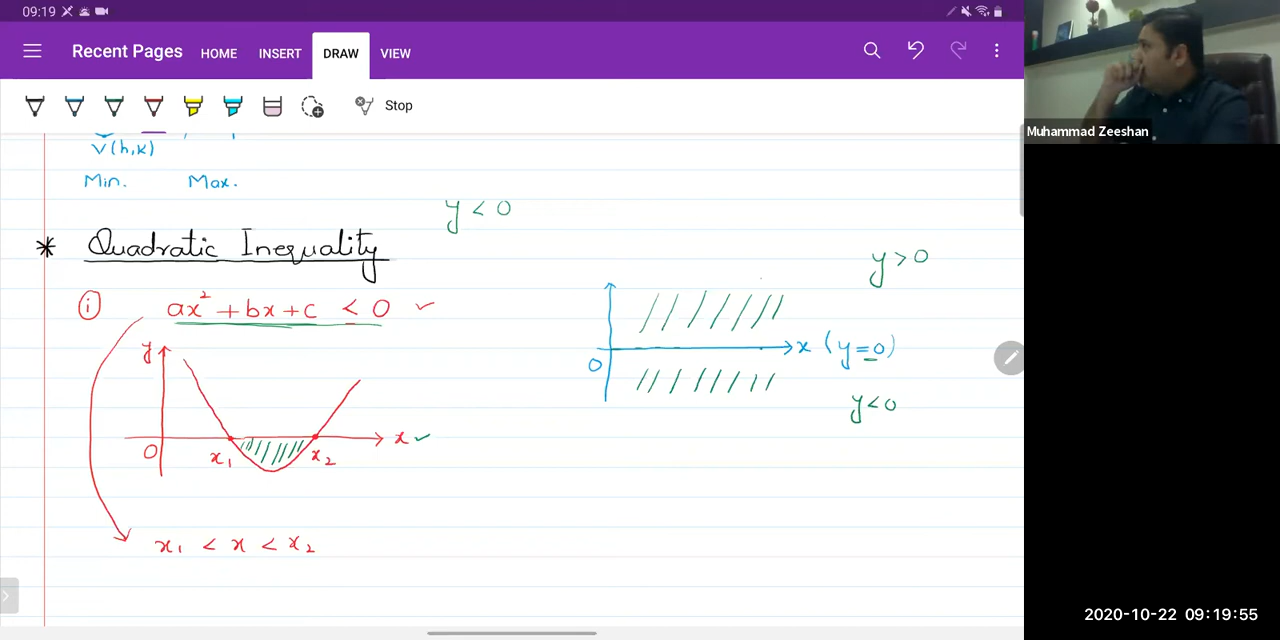 09:19
Recent Pages HOME INSERT DRAW VIEW
Stop
Muhammad Zeeshan
V(h,k)
Min. Max.
y < 0
* Quadratic Inequality
y > 0
i ax² + bx + c < 0 ✓
y
x (y = 0)
0
y < 0
0 x₁ x₂ x ✓
x₁ < x < x₂
2020-10-22 09:19:55